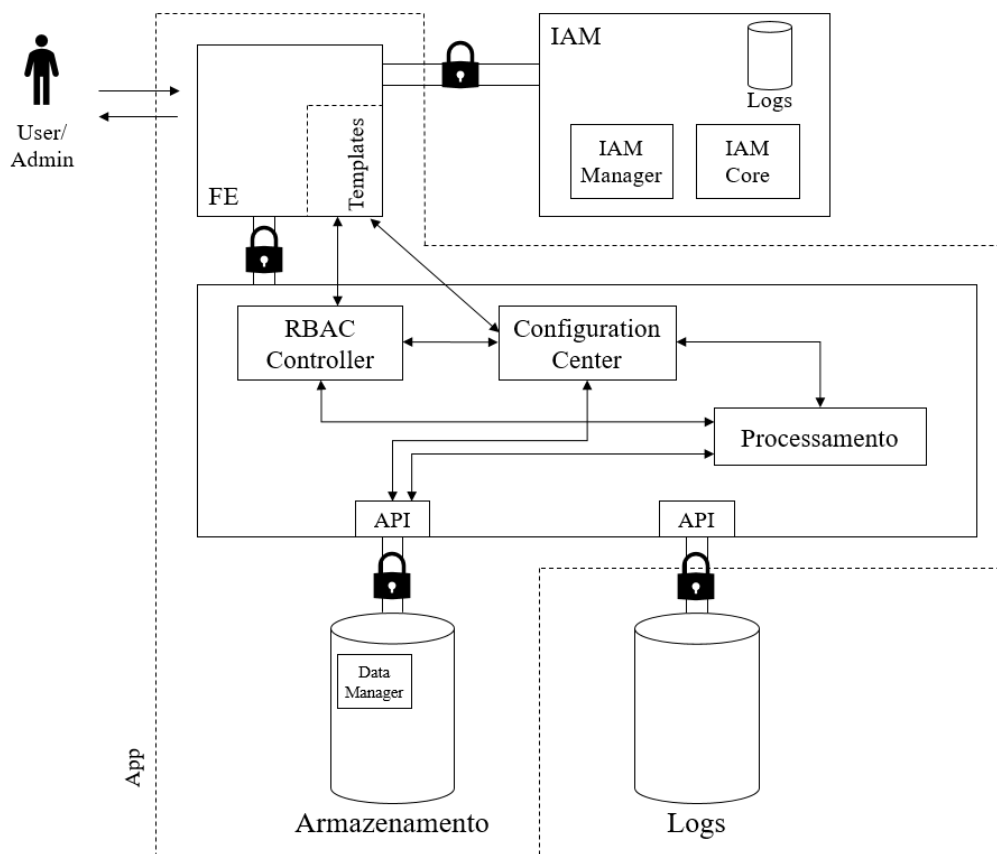 User/
Admin
FE
Templates
IAM
Logs
IAM
Manager
IAM
Core
RBAC
Controller
Configuration
Center
Processamento
API
API
Data
Manager
App
Armazenamento
Logs